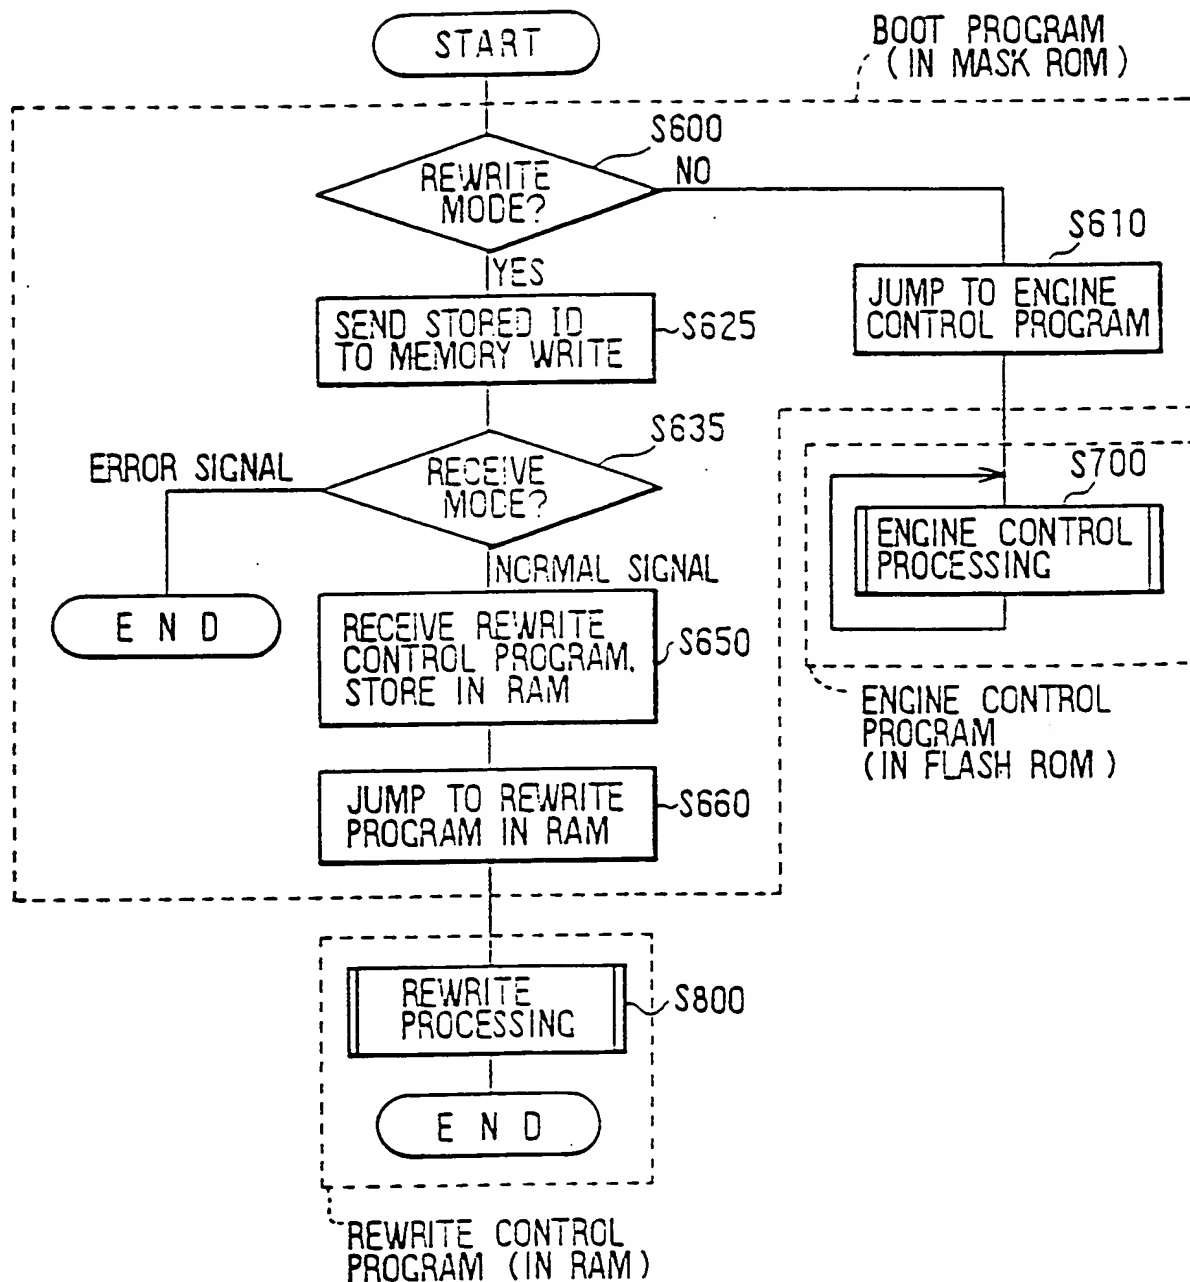 START
BOOT PROGRAM
(IN MASK ROM)
S600
REWRITE
MODE?
NO
YES
S610
JUMP TO ENGINE
CONTROL PROGRAM
SEND STORED ID
TO MEMORY WRITE
S625
S635
ERROR SIGNAL
RECEIVE
MODE?
S700
ENGINE CONTROL
PROCESSING
NORMAL SIGNAL
END
RECEIVE REWRITE
CONTROL PROGRAM,
STORE IN RAM
S650
ENGINE CONTROL
PROGRAM
(IN FLASH ROM)
JUMP TO REWRITE
PROGRAM IN RAM
S660
REWRITE
PROCESSING
S800
END
REWRITE CONTROL
PROGRAM (IN RAM)